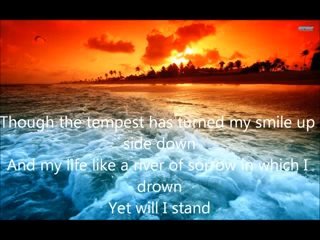 Though the tempest has turned my smile up
side down
And my life like a river of sorrow in which I
drown
Yet will I stand